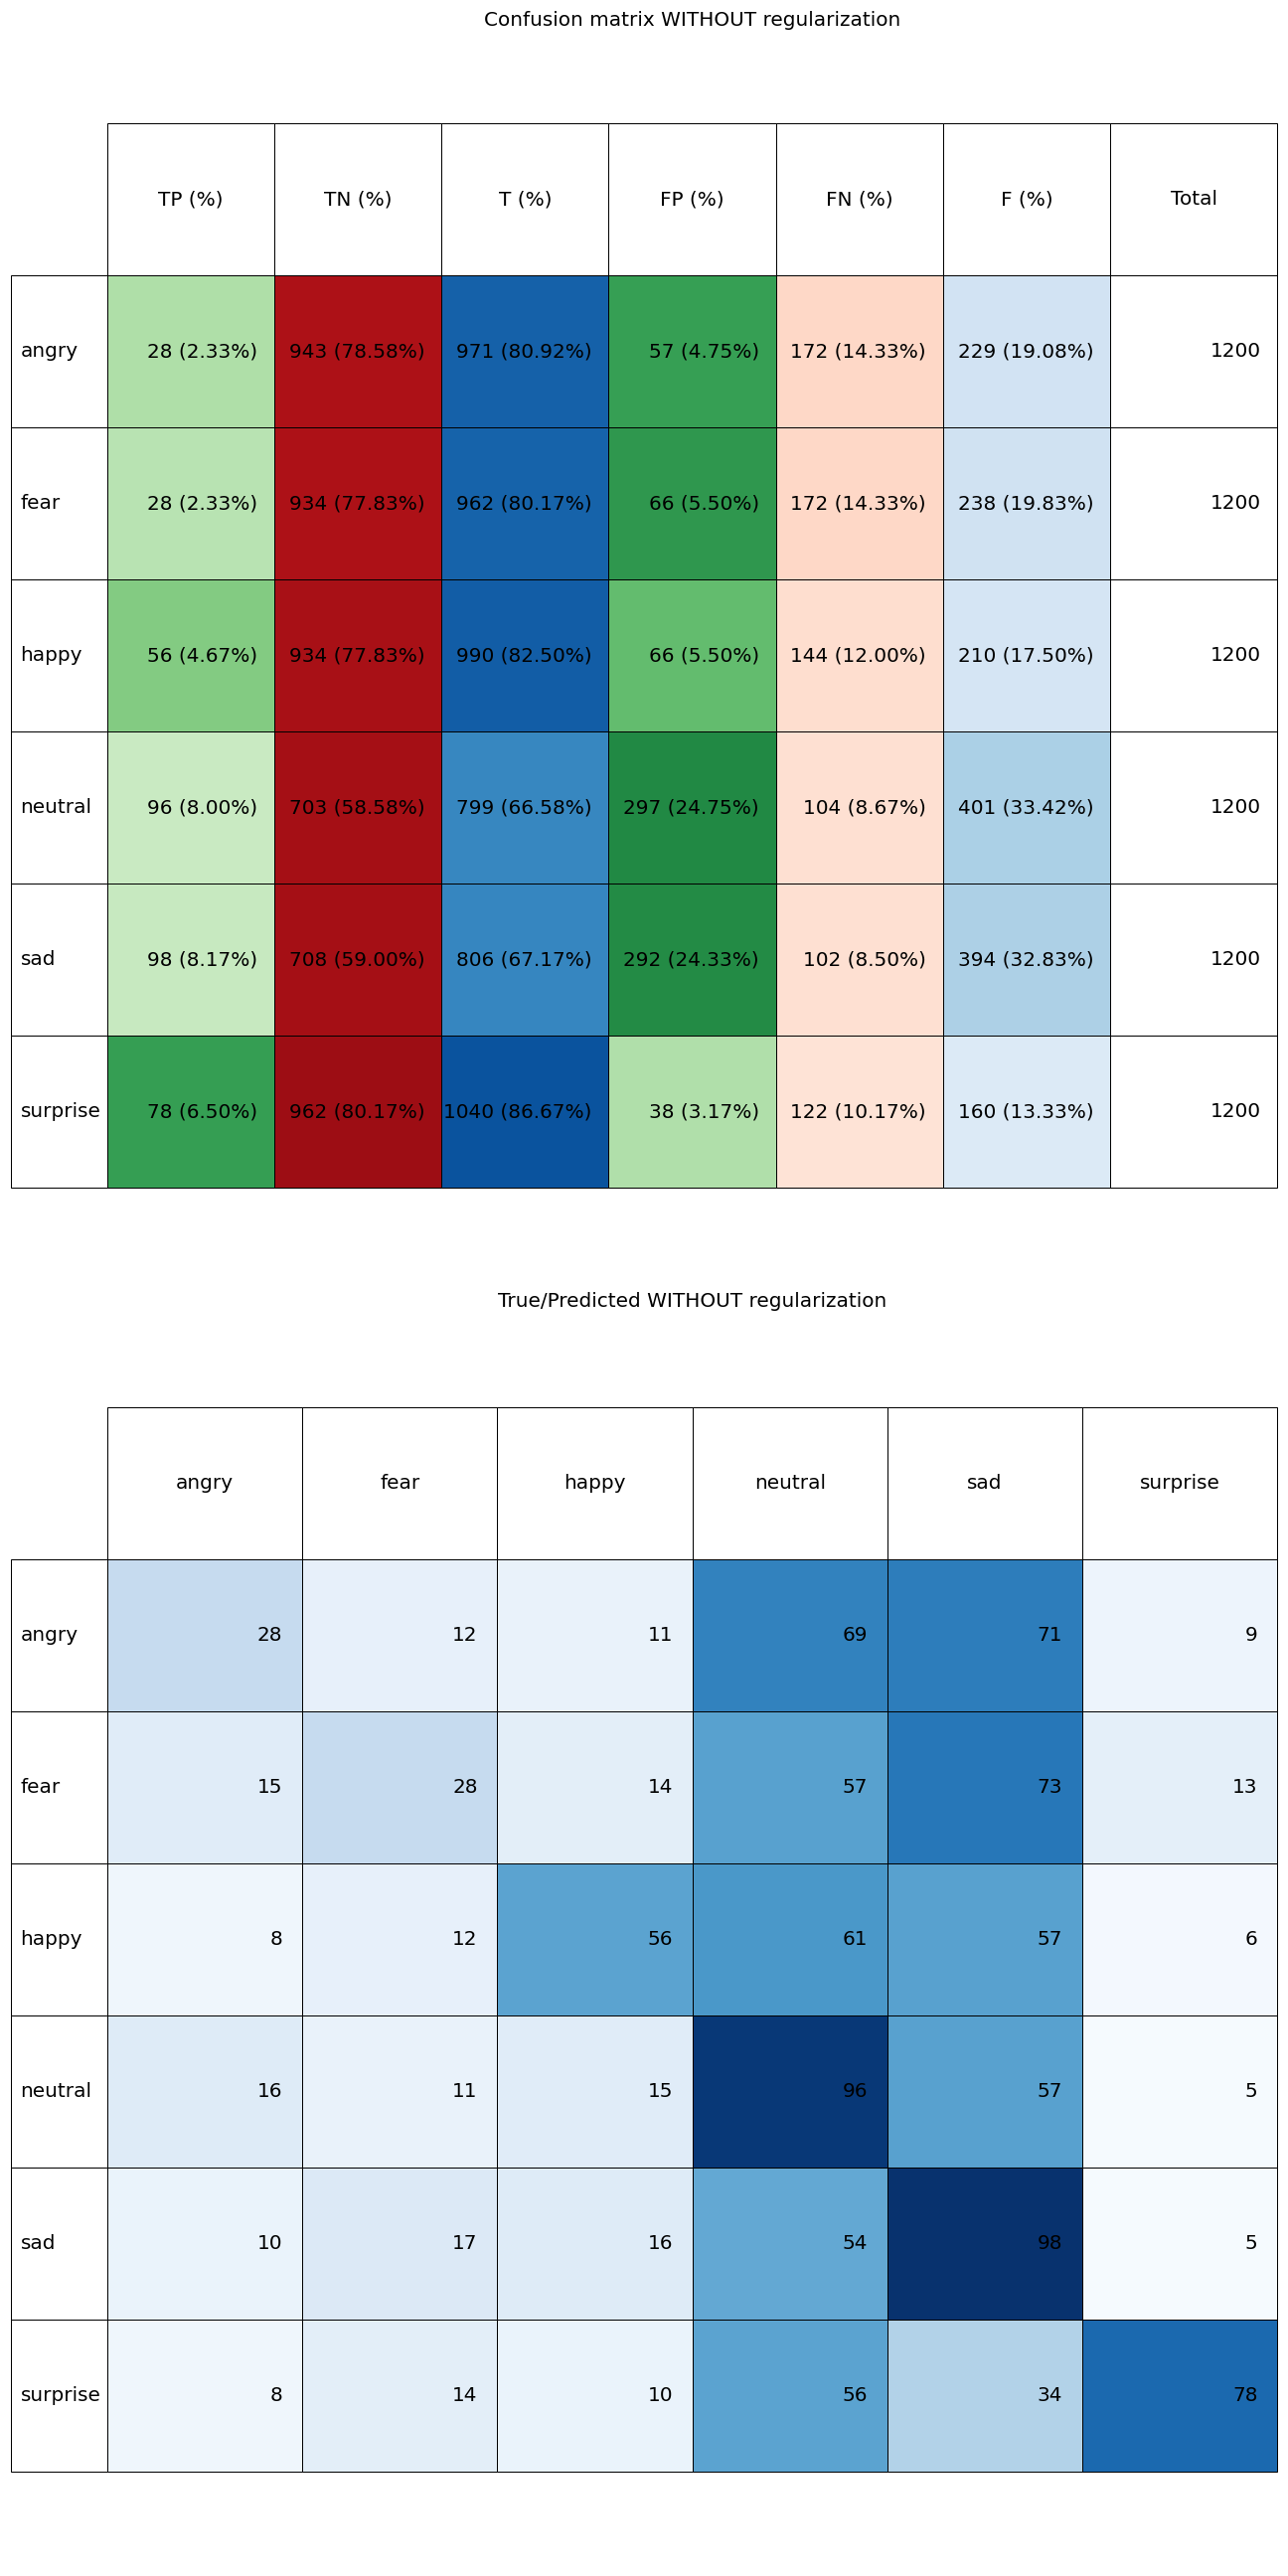 Confusion matrix WITHOUT regularization
TP (%) TN (%) T (%) FP (%) FN (%) F (%) Total
angry 28 (2.33%) 943 (78.58%) 971 (80.92%) 57 (4.75%) 172 (14.33%) 229 (19.08%) 1200
fear 28 (2.33%) 934 (77.83%) 962 (80.17%) 66 (5.50%) 172 (14.33%) 238 (19.83%) 1200
happy 56 (4.67%) 934 (77.83%) 990 (82.50%) 66 (5.50%) 144 (12.00%) 210 (17.50%) 1200
neutral 96 (8.00%) 703 (58.58%) 799 (66.58%) 297 (24.75%) 104 (8.67%) 401 (33.42%) 1200
sad 98 (8.17%) 708 (59.00%) 806 (67.17%) 292 (24.33%) 102 (8.50%) 394 (32.83%) 1200
surprise 78 (6.50%) 962 (80.17%) 1040 (86.67%) 38 (3.17%) 122 (10.17%) 160 (13.33%) 1200
True/Predicted WITHOUT regularization
angry fear happy neutral sad surprise
angry 28 12 11 69 71 9
fear 15 28 14 57 73 13
happy 8 12 56 61 57 6
neutral 16 11 15 96 57 5
sad 10 17 16 54 98 5
surprise 8 14 10 56 34 78